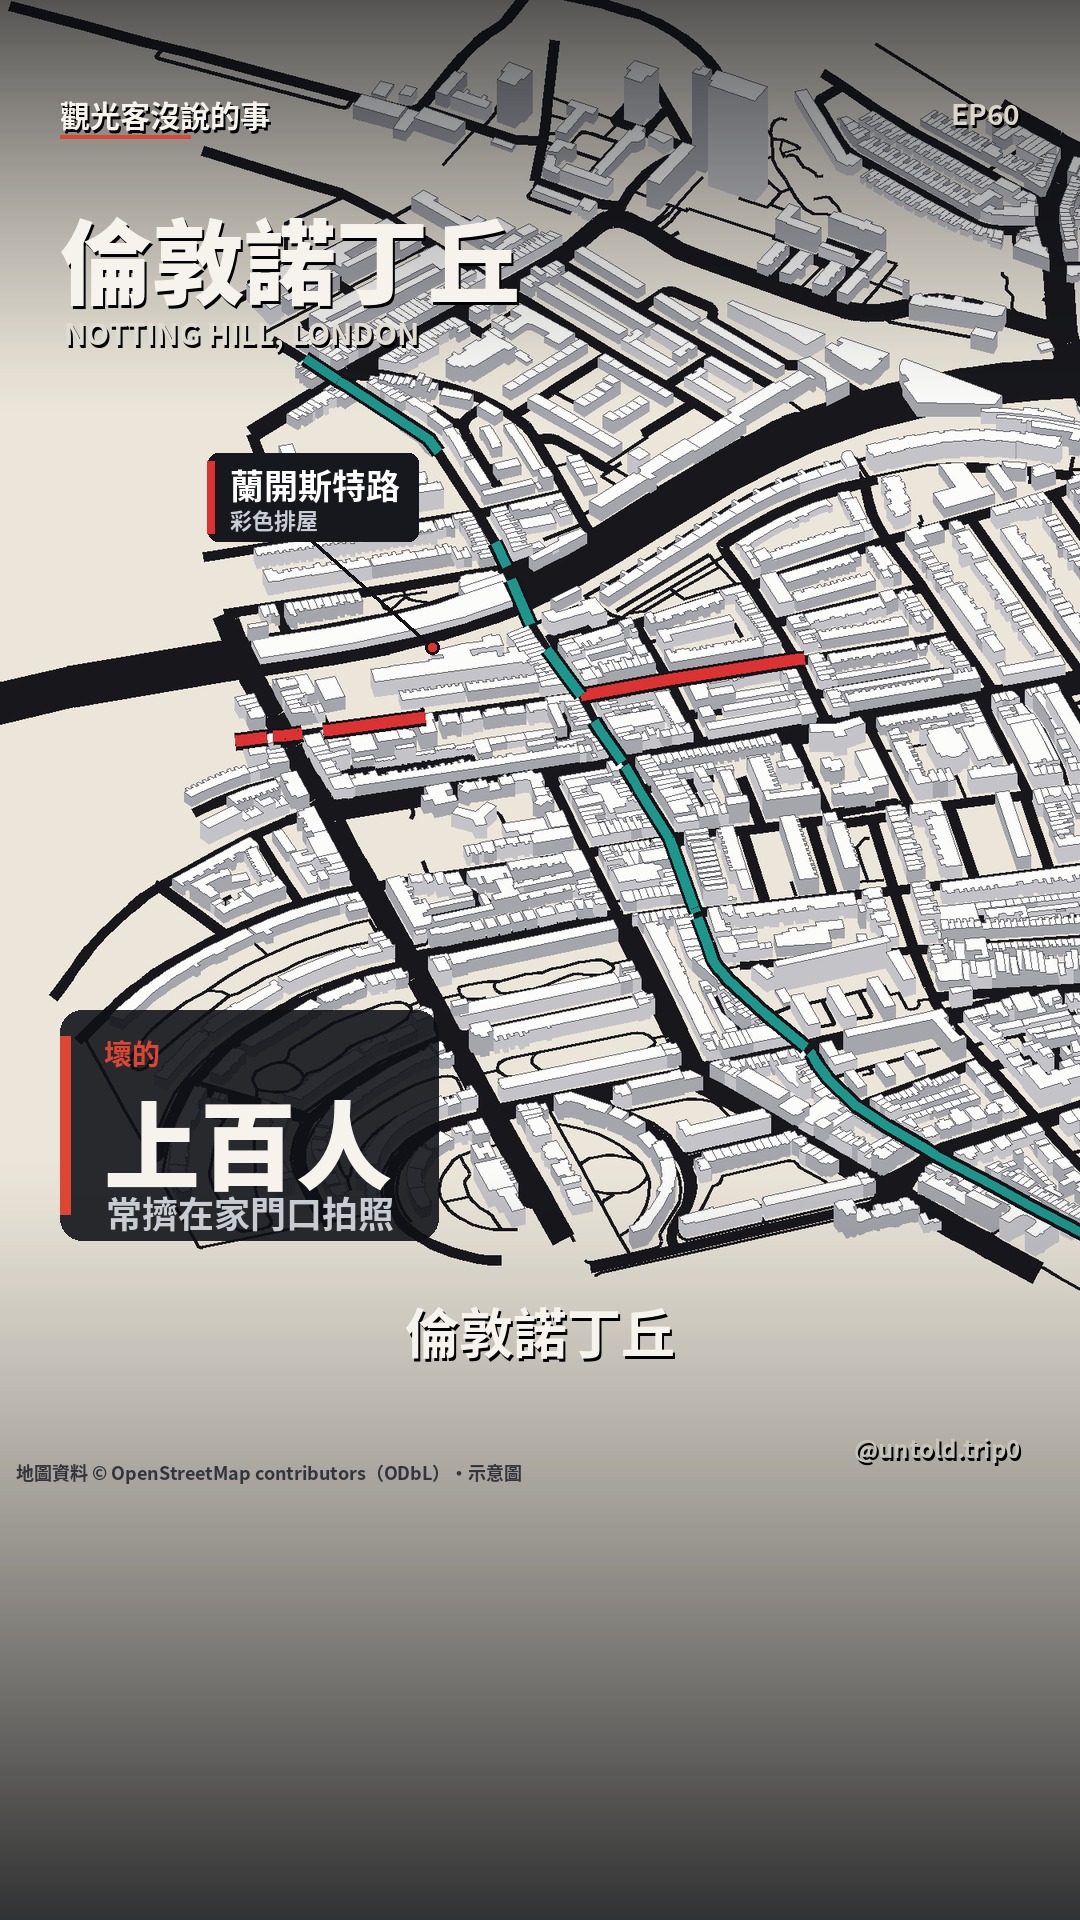 觀光客沒說的事
EP60
倫敦諾丁丘
NOTTING HILL, LONDON
蘭開斯特路
彩色排屋
壞的
上百人
常擠在家門口拍照
倫敦諾丁丘
@untold.trip0
地圖資料 © OpenStreetMap contributors（ODbL）・示意圖